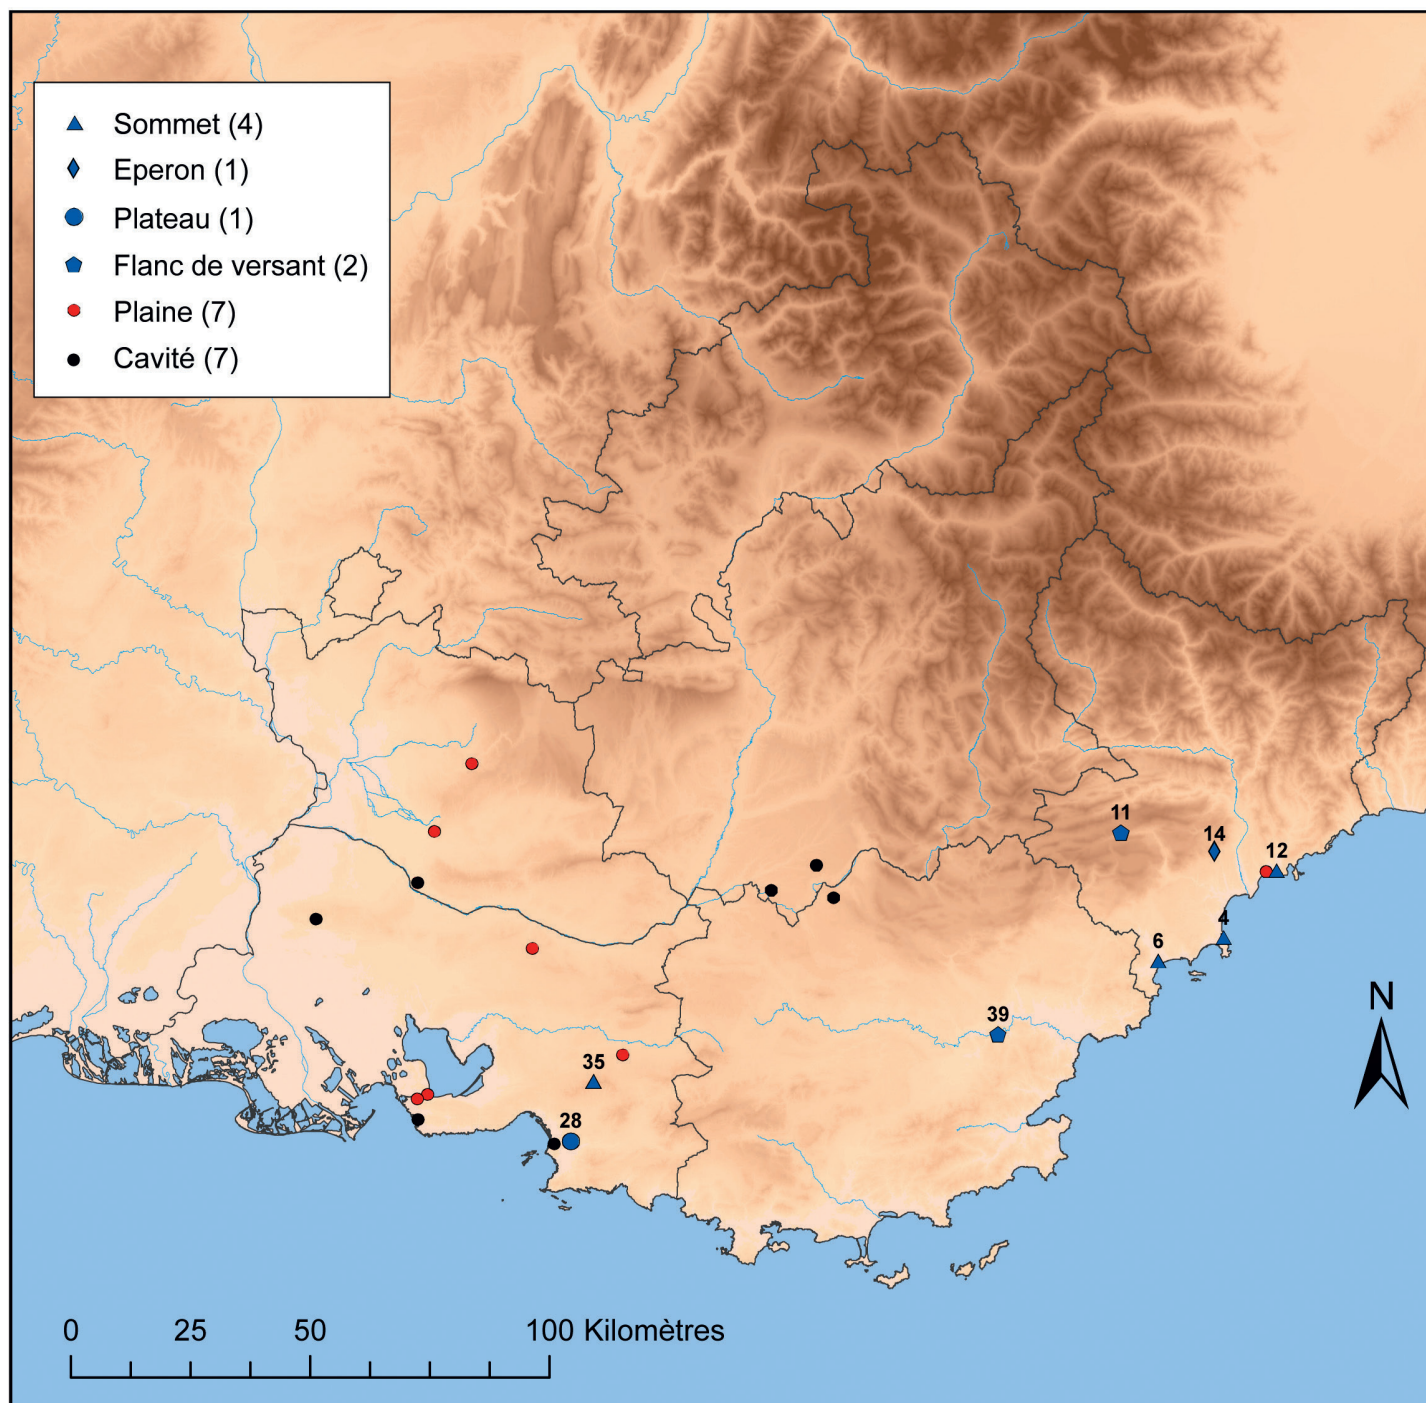 Sommet (4)
Eperon (1)
Plateau (1)
Flanc de versant (2)
Plaine (7)
Cavité (7)
11
14
12
4
6
39
35
28
N
0 25 50 100 Kilomètres